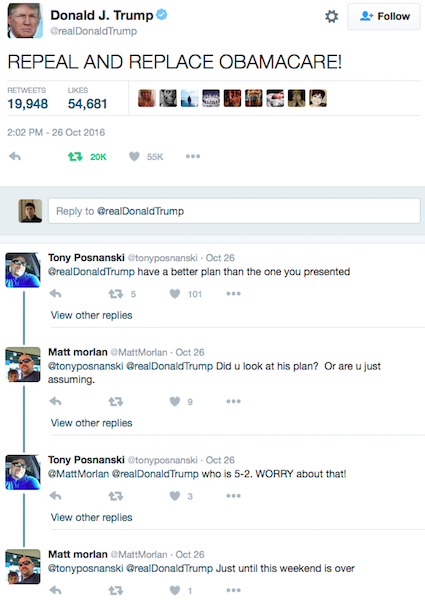 Donald J. Trump
@realDonaldTrump
Follow
REPEAL AND REPLACE OBAMACARE!
RETWEETS LIKES
19,948 54,681
2:02 PM - 26 Oct 2016
20K 55K
Reply to @realDonaldTrump
Tony Posnanski @tonyposnanski · Oct 26
@realDonaldTrump have a better plan than the one you presented
5 101
View other replies
Matt morlan @MattMorlan · Oct 26
@tonyposnanski @realDonaldTrump Did u look at his plan? Or are u just
assuming.
9
View other replies
Tony Posnanski @tonyposnanski · Oct 26
@MattMorlan @realDonaldTrump who is 5-2. WORRY about that!
3
View other replies
Matt morlan @MattMorlan · Oct 26
@tonyposnanski @realDonaldTrump Just until this weekend is over
1